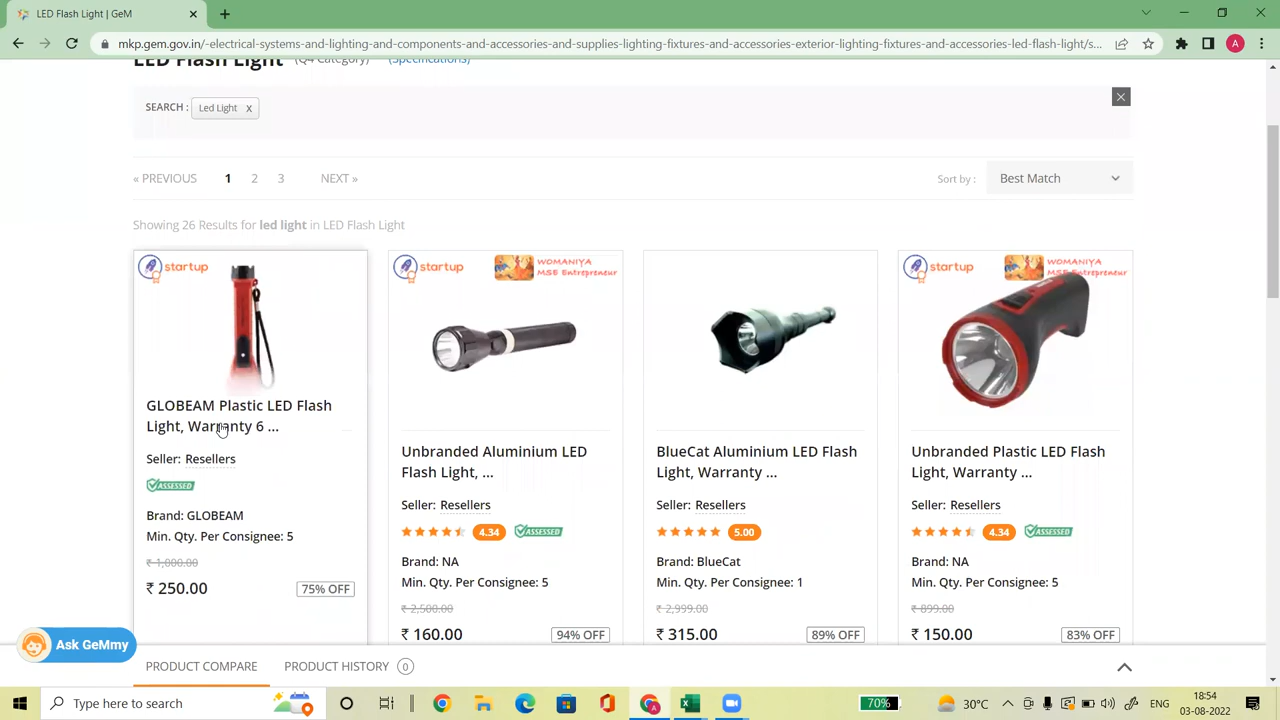 LED Flash Light | GeM
mkp.gem.gov.in/-electrical-systems-and-lighting-and-components-and-accessories-and-supplies-lighting-fixtures-and-accessories-exterior-lighting-fixtures-and-accessories-led-flash-light/s...
A
LED Flash Light (Q4 Category) (Specifications)
SEARCH : Led Light x
« PREVIOUS 1 2 3 NEXT »
Sort by : Best Match
Showing 26 Results for led light in LED Flash Light
startup
GLOBEAM Plastic LED Flash
Light, Warranty 6 ...
Seller: Resellers
ASSESSED
Brand: GLOBEAM
Min. Qty. Per Consignee: 5
₹ 1,000.00
₹ 250.00 75% OFF
startup WOMANIYA
MSE Entrepreneur
Unbranded Aluminium LED
Flash Light, ...
Seller: Resellers
4.34 ASSESSED
Brand: NA
Min. Qty. Per Consignee: 5
₹ 2,500.00
₹ 160.00 94% OFF
BlueCat Aluminium LED Flash
Light, Warranty ...
Seller: Resellers
5.00
Brand: BlueCat
Min. Qty. Per Consignee: 1
₹ 2,999.00
₹ 315.00 89% OFF
startup WOMANIYA
MSE Entrepreneur
Unbranded Plastic LED Flash
Light, Warranty ...
Seller: Resellers
4.34 ASSESSED
Brand: NA
Min. Qty. Per Consignee: 5
₹ 899.00
₹ 150.00 83% OFF
Ask GeMmy
PRODUCT COMPARE PRODUCT HISTORY 0
Type here to search
70%
30°C
ENG
18:54
03-08-2022